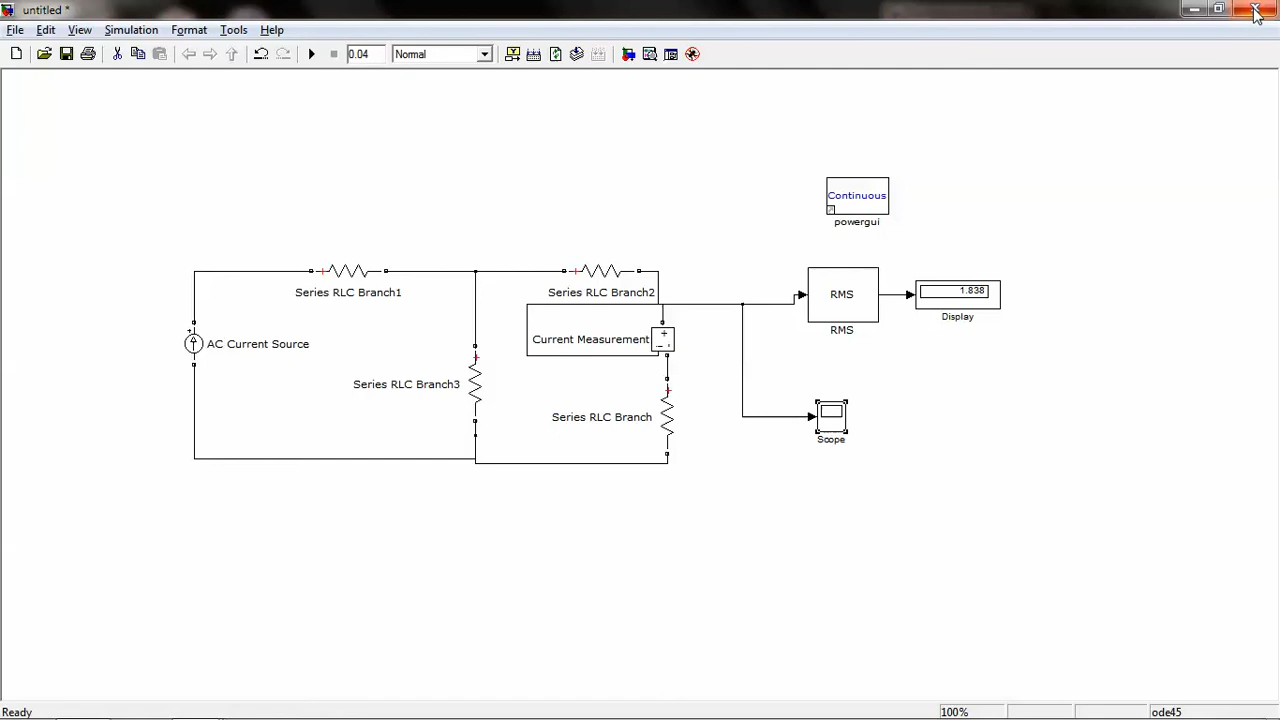 untitled *
File Edit View Simulation Format Tools Help
0.04 Normal
Continuous
powergui
Series RLC Branch1
Series RLC Branch2
RMS
1.838
Display
RMS
AC Current Source
Current Measurement
Series RLC Branch3
Series RLC Branch
Scope
Ready
100%
ode45